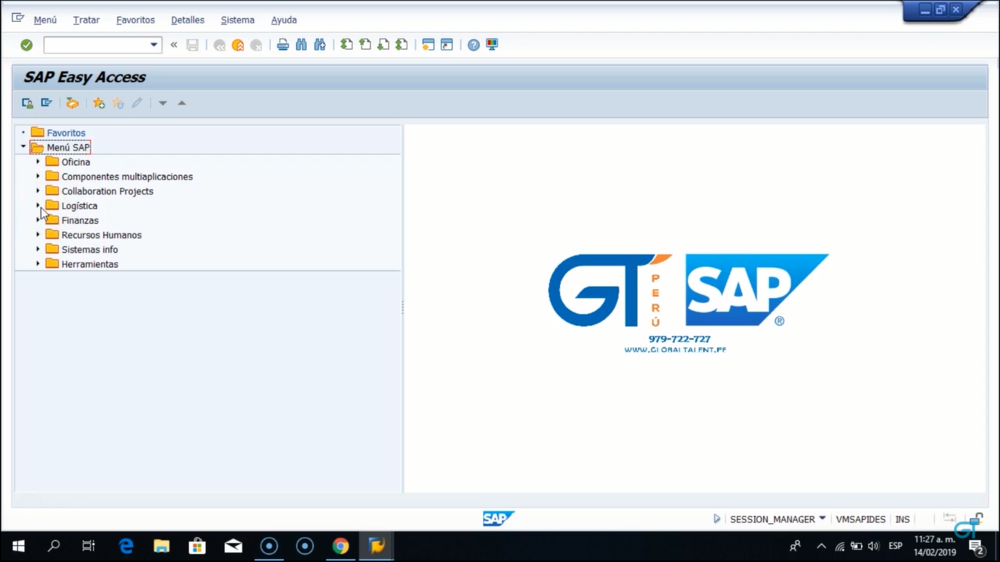 Menú Tratar Favoritos Detalles Sistema Ayuda
SAP Easy Access
Favoritos
Menú SAP
Oficina
Componentes multiaplicaciones
Collaboration Projects
Logística
Finanzas
Recursos Humanos
Sistemas info
Herramientas
GT PERÚ SAP ®
979-722-727
WWW.GLOBALTALENT.PE
SAP SESSION_MANAGER VMSAPIDES INS
GT
ESP 11:27 a. m.
14/02/2019 2